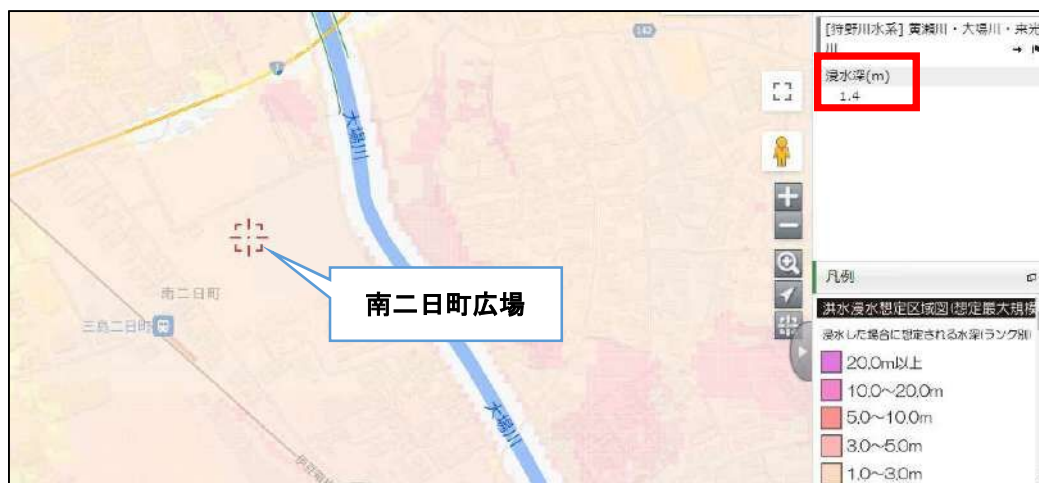 [狩野川水系] 黄瀬川・大場川・来光
川
浸水深(m)
1.4
142
大場川
南二日町広場
南二日町
三島二日町
大場川
凡例
洪水浸水想定区域図(想定最大規模
浸水した場合に想定される水深(ランク別)
20.0m以上
10.0～20.0m
5.0～10.0m
3.0～5.0m
1.0～3.0m